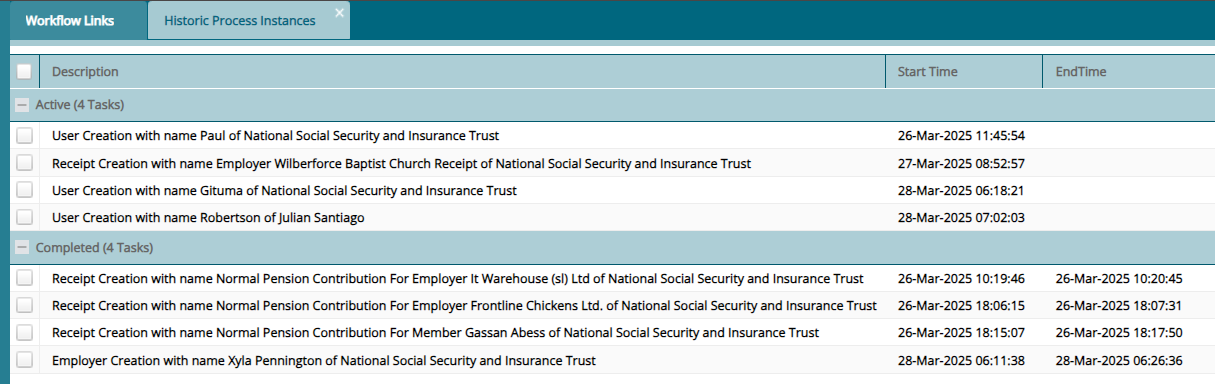 Workflow Links Historic Process Instances ×
Description Start Time EndTime
Active (4 Tasks)
User Creation with name Paul of National Social Security and Insurance Trust 26-Mar-2025 11:45:54
Receipt Creation with name Employer Wilberforce Baptist Church Receipt of National Social Security and Insurance Trust 27-Mar-2025 08:52:57
User Creation with name Gituma of National Social Security and Insurance Trust 28-Mar-2025 06:18:21
User Creation with name Robertson of Julian Santiago 28-Mar-2025 07:02:03
Completed (4 Tasks)
Receipt Creation with name Normal Pension Contribution For Employer It Warehouse (sl) Ltd of National Social Security and Insurance Trust 26-Mar-2025 10:19:46 26-Mar-2025 10:20:45
Receipt Creation with name Normal Pension Contribution For Employer Frontline Chickens Ltd. of National Social Security and Insurance Trust 26-Mar-2025 18:06:15 26-Mar-2025 18:07:31
Receipt Creation with name Normal Pension Contribution For Member Gassan Abess of National Social Security and Insurance Trust 26-Mar-2025 18:15:07 26-Mar-2025 18:17:50
Employer Creation with name Xyla Pennington of National Social Security and Insurance Trust 28-Mar-2025 06:11:38 28-Mar-2025 06:26:36